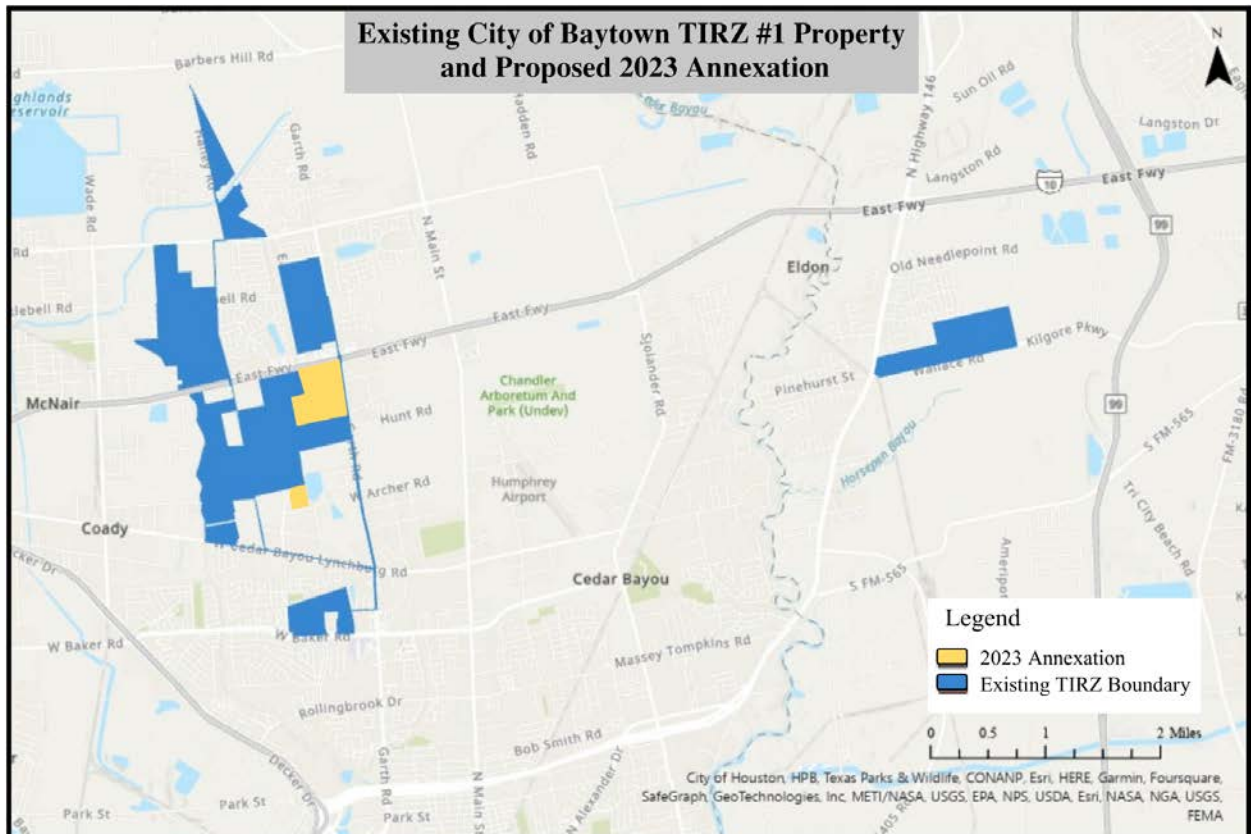 Existing City of Baytown TIRZ #1 Property
and Proposed 2023 Annexation
N
Barbers Hill Rd
Garth Rd
Wade Rd
Hadden Rd
N Main St
N Highway 146
Sun Oil Rd
Langston Dr
Langston Rd
10
East Fwy
East Fwy
99
Rd
Eldon
Old Needlepoint Rd
East Fwy
East Fwy
East Fwy
Sjolander Rd
Kilgore Pkwy
Wallace Rd
Pinehurst St
McNair
Chandler
Arboretum And
Park (Undev)
Hunt Rd
99
S FM-565
FM-3180 Rd
Horsepen Bayou
W Archer Rd
Humphrey
Airport
Tri City Beach Rd
Coady
W Cedar Bayou Lynchburg Rd
Cedar Bayou
S FM-565
W Baker Rd
W Baker Rd
Massey Tompkins Rd
Rollingbrook Dr
Bob Smith Rd
Decker Dr
Garth Rd
N Main St
N Alexander Dr
Park St
Park St
Legend
2023 Annexation
Existing TIRZ Boundary
0 0.5 1 2 Miles
City of Houston, HPB, Texas Parks & Wildlife, CONANP, Esri, HERE, Garmin, Foursquare,
SafeGraph, GeoTechnologies, Inc, METI/NASA, USGS, EPA, NPS, USDA, Esri, NASA, NGA, USGS,
FEMA